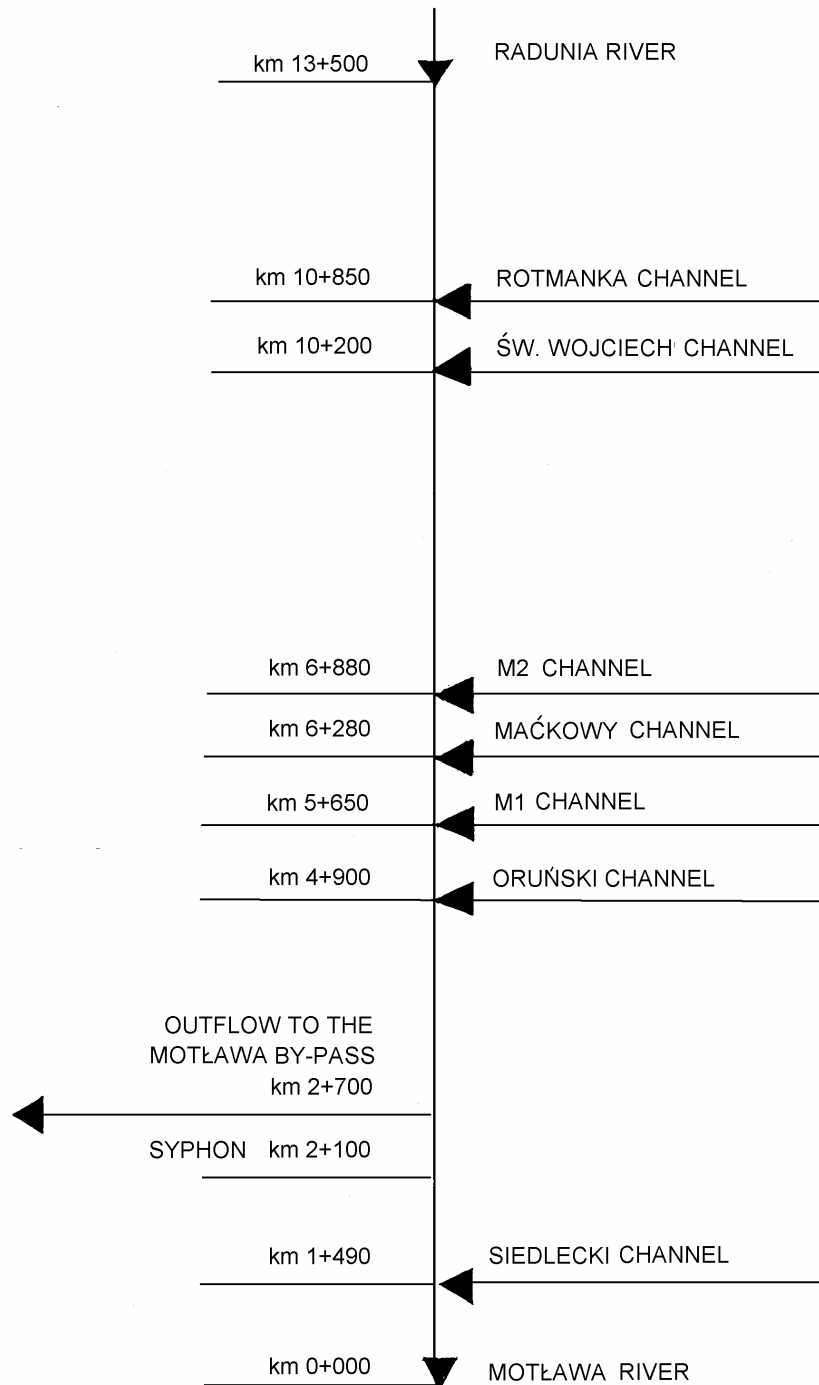 km 13+500 RADUNIA RIVER
km 10+850 ROTMANKA CHANNEL
km 10+200 ŚW. WOJCIECH CHANNEL
km 6+880 M2 CHANNEL
km 6+280 MAĆKOWY CHANNEL
km 5+650 M1 CHANNEL
km 4+900 ORUŃSKI CHANNEL
OUTFLOW TO THE
MOTŁAWA BY-PASS
km 2+700
SYPHON km 2+100
km 1+490 SIEDLECKI CHANNEL
km 0+000 MOTŁAWA RIVER